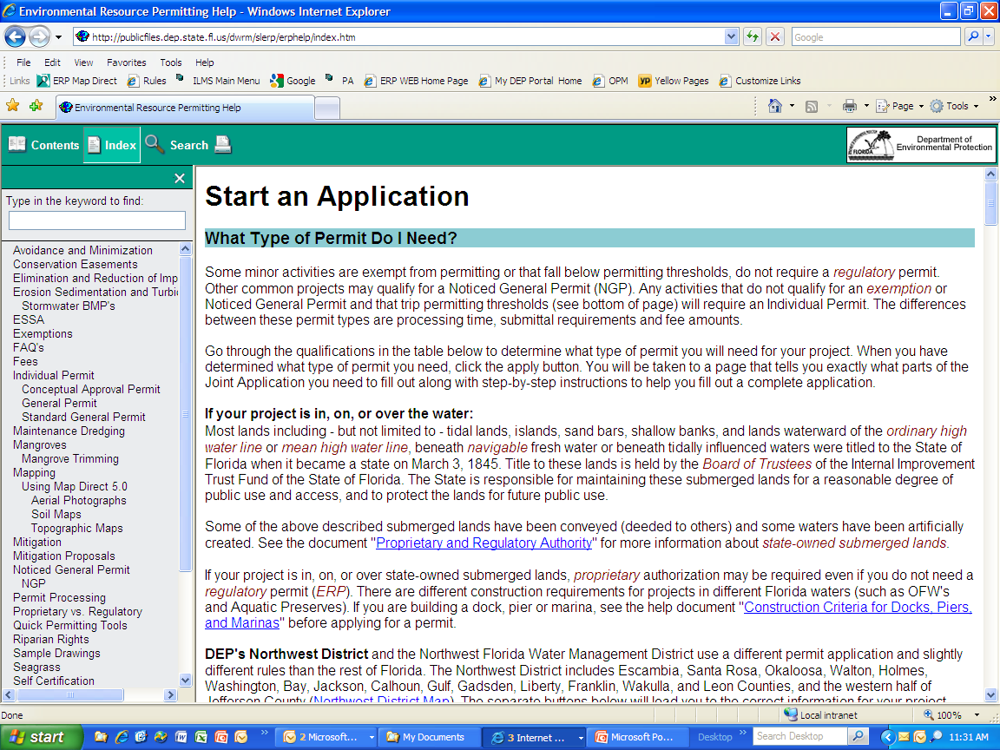 Environmental Resource Permitting Help - Windows Internet Explorer
http://publicfiles.dep.state.fl.us/dwrm/slerp/erphelp/index.htm
Google
File Edit View Favorites Tools Help
Links ERP Map Direct Rules ILMS Main Menu Google PA ERP WEB Home Page My DEP Portal Home OPM yp Yellow Pages Customize Links
Environmental Resource Permitting Help
Page Tools »
Contents Index Search
FLORIDA
Department of
Environmental Protection
Type in the keyword to find:
Avoidance and Minimization
Conservation Easements
Elimination and Reduction of Imp
Erosion Sedimentation and Turbi
Stormwater BMP's
ESSA
Exemptions
FAQ's
Fees
Individual Permit
Conceptual Approval Permit
General Permit
Standard General Permit
Maintenance Dredging
Mangroves
Mangrove Trimming
Mapping
Using Map Direct 5.0
Aerial Photographs
Soil Maps
Topographic Maps
Mitigation
Mitigation Proposals
Noticed General Permit
NGP
Permit Processing
Proprietary vs. Regulatory
Quick Permitting Tools
Riparian Rights
Sample Drawings
Seagrass
Self Certification
Start an Application
What Type of Permit Do I Need?
Some minor activities are exempt from permitting or that fall below permitting thresholds, do not require a regulatory permit.
Other common projects may qualify for a Noticed General Permit (NGP). Any activities that do not qualify for an exemption or
Noticed General Permit and that trip permitting thresholds (see bottom of page) will require an Individual Permit. The differences
between these permit types are processing time, submittal requirements and fee amounts.
Go through the qualifications in the table below to determine what type of permit you will need for your project. When you have
determined what type of permit you need, click the apply button. You will be taken to a page that tells you exactly what parts of the
Joint Application you need to fill out along with step-by-step instructions to help you fill out a complete application.
If your project is in, on, or over the water:
Most lands including - but not limited to - tidal lands, islands, sand bars, shallow banks, and lands waterward of the ordinary high
water line or mean high water line, beneath navigable fresh water or beneath tidally influenced waters were titled to the State of
Florida when it became a state on March 3, 1845. Title to these lands is held by the Board of Trustees of the Internal Improvement
Trust Fund of the State of Florida. The State is responsible for maintaining these submerged lands for a reasonable degree of
public use and access, and to protect the lands for future public use.
Some of the above described submerged lands have been conveyed (deeded to others) and some waters have been artificially
created. See the document "Proprietary and Regulatory Authority" for more information about state-owned submerged lands.
If your project is in, on, or over state-owned submerged lands, proprietary authorization may be required even if you do not need a
regulatory permit (ERP). There are different construction requirements for projects in different Florida waters (such as OFW's
and Aquatic Preserves). If you are building a dock, pier or marina, see the help document "Construction Criteria for Docks, Piers,
and Marinas" before applying for a permit.
DEP's Northwest District and the Northwest Florida Water Management District use a different permit application and slightly
different rules than the rest of Florida. The Northwest District includes Escambia, Santa Rosa, Okaloosa, Walton, Holmes,
Washington, Bay, Jackson, Calhoun, Gulf, Gadsden, Liberty, Franklin, Wakulla, and Leon Counties, and the western half of
Jefferson County (Northwest District Map). The separate buttons below will lead you to the correct information for your project
Done
Local intranet
100%
start
» 2 Microsoft... My Documents 3 Internet ... Microsoft Po... Desktop » Search Desktop 11:31 AM